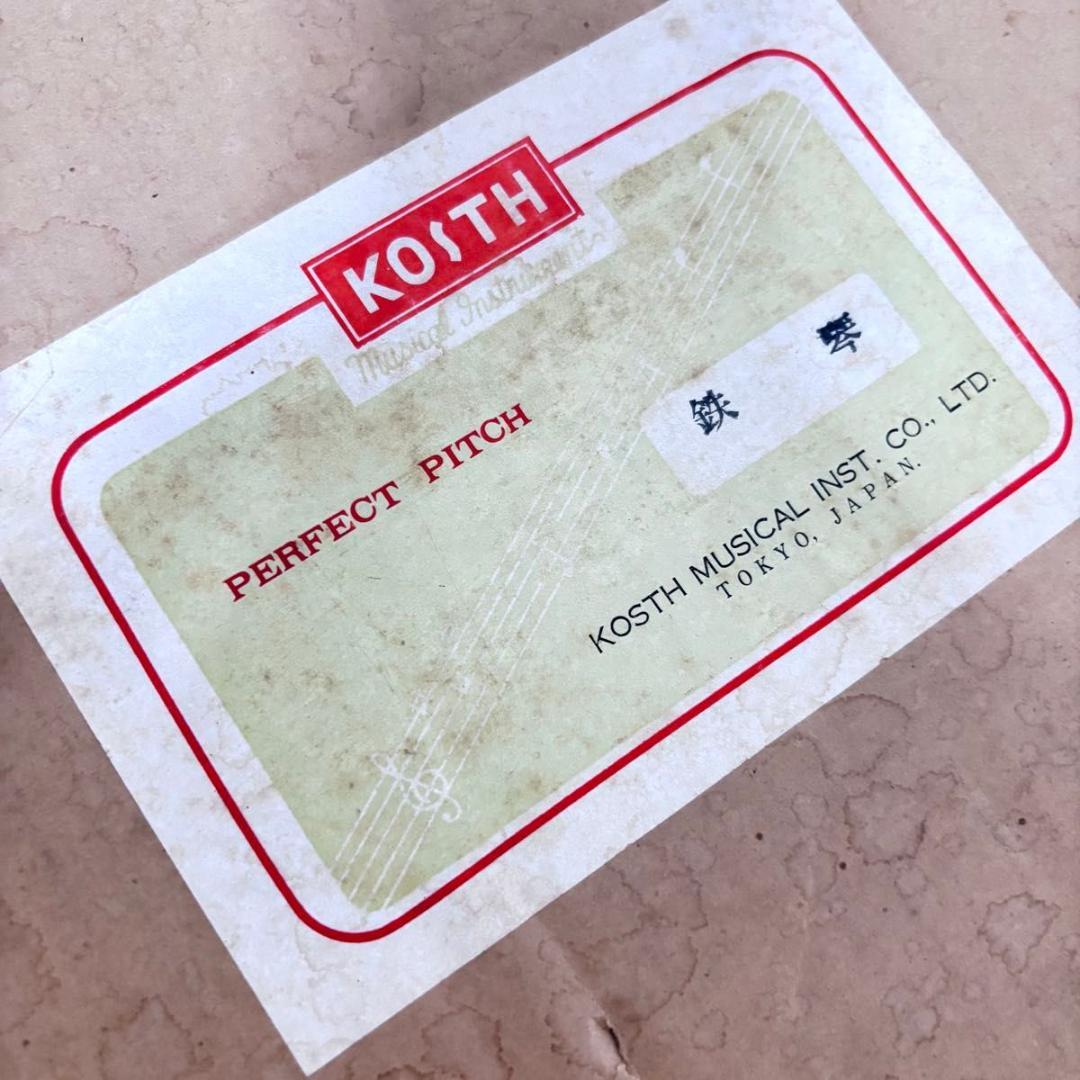 KOSTH
Musical Instrument
PERFECT PITCH
鉄 琴
KOSTH MUSICAL INST. CO., LTD.
TOKYO, JAPAN.